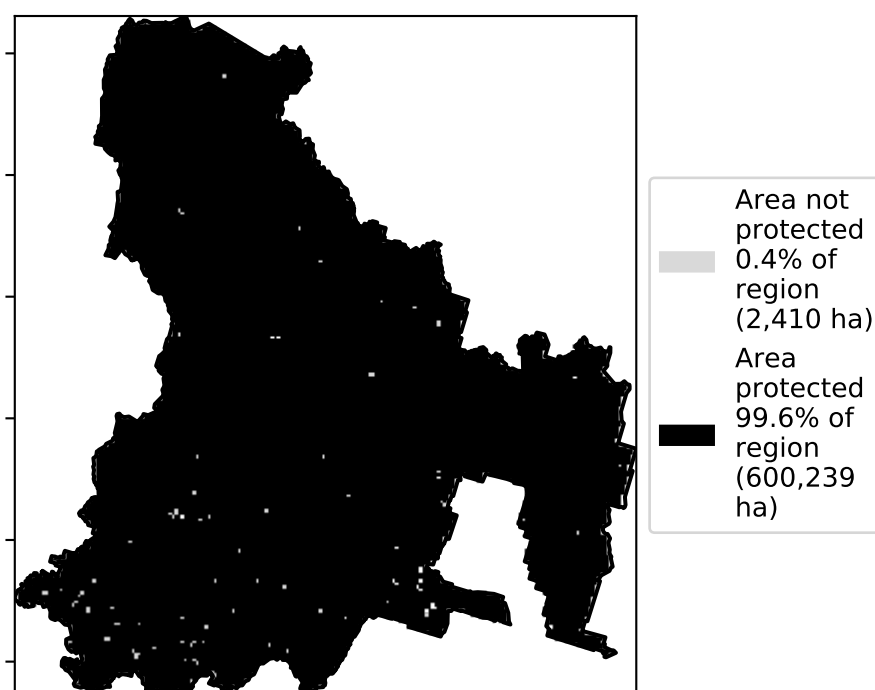 Area not
protected
0.4% of
region
(2,410 ha)
Area
protected
99.6% of
region
(600,239
ha)